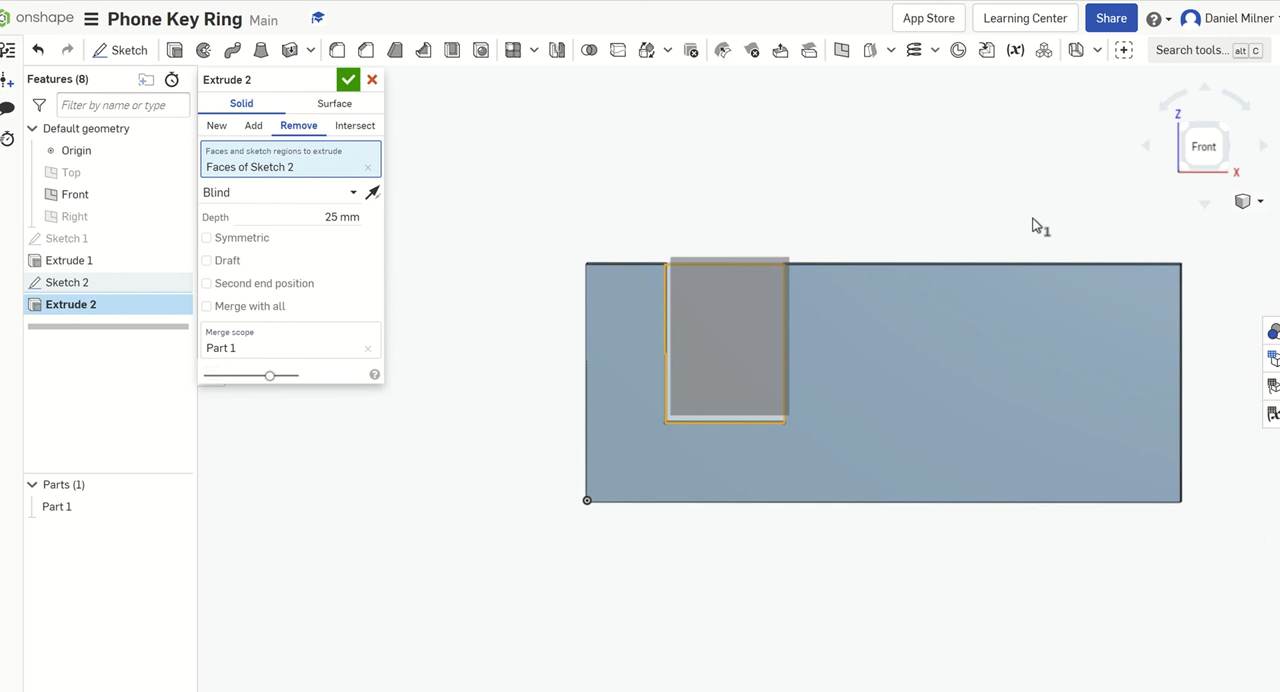 onshape Phone Key Ring Main App Store Learning Center Share Daniel Milner
Sketch Search tools... alt C
Features (8)
Filter by name or type
Default geometry
Origin
Top
Front
Right
Sketch 1
Extrude 1
Sketch 2
Extrude 2
Parts (1)
Part 1
Extrude 2
Solid Surface
New Add Remove Intersect
Faces and sketch regions to extrude
Faces of Sketch 2
Blind
Depth 25 mm
Symmetric
Draft
Second end position
Merge with all
Merge scope
Part 1
Z
Front
X
1